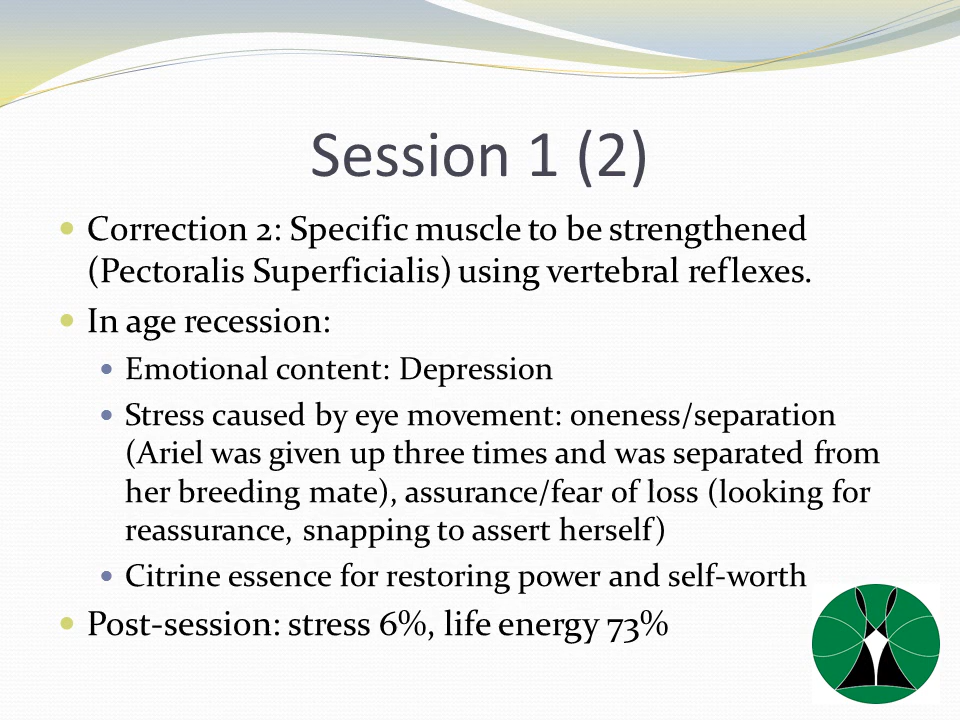 Session 1 (2)
Correction 2: Specific muscle to be strengthened
(Pectoralis Superficialis) using vertebral reflexes.
In age recession:
Emotional content: Depression
Stress caused by eye movement: oneness/separation
(Ariel was given up three times and was separated from
her breeding mate), assurance/fear of loss (looking for
reassurance, snapping to assert herself)
Citrine essence for restoring power and self-worth
Post-session: stress 6%, life energy 73%